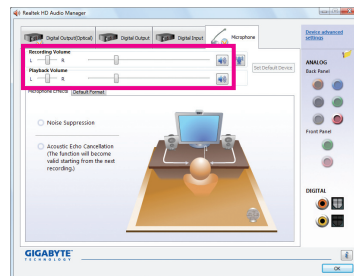 Realtek HD Audio Manager
Digital Output(Optical)
Digital Output
Digital Input
Microphone
Device advanced settings
Recording Volume
L R
Set Default Device
Playback Volume
L R
Microphone Effects
Default Format
Noise Suppression
Acoustic Echo Cancellation
(The function will become
valid starting from the next
recording.)
ANALOG
Back Panel
Front Panel
DIGITAL
GIGABYTE
TECHNOLOGY
i
OK